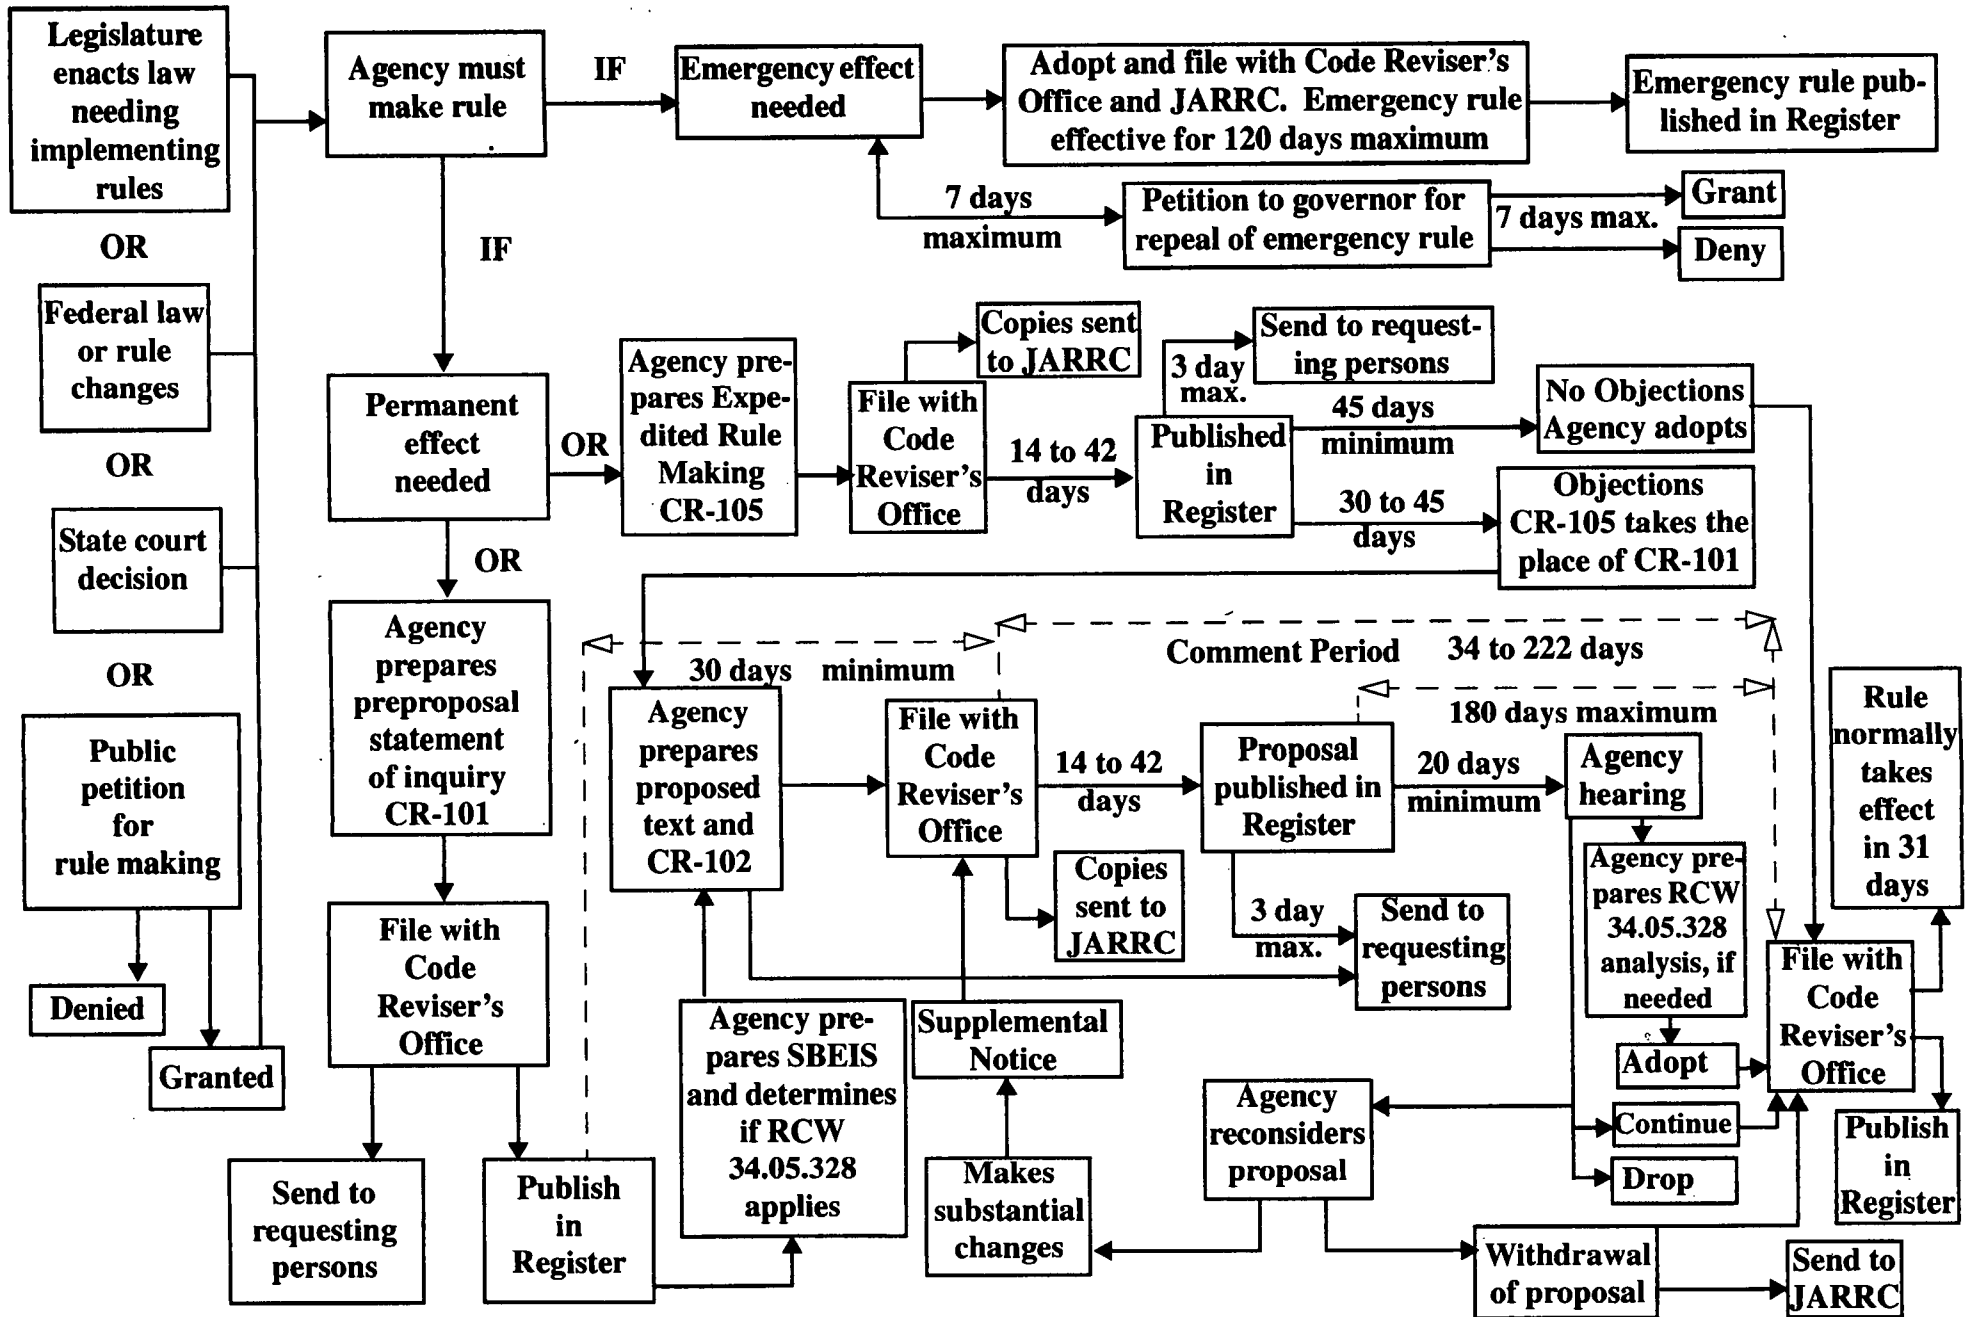 Legislature
enacts law
needing
implementing
rules
OR
Federal law
or rule
changes
OR
State court
decision
OR
Public
petition
for
rule making
Denied
Granted
Agency must
make rule
IF
Emergency effect
needed
Adopt and file with Code Reviser's
Office and JARRC. Emergency rule
effective for 120 days maximum
Emergency rule pub-
lished in Register
7 days
maximum
Petition to governor for
repeal of emergency rule
7 days max.
Grant
Deny
IF
Permanent
effect
needed
OR
Agency pre-
pares Expe-
dited Rule
Making
CR-105
File with
Code
Reviser's
Office
Copies sent
to JARRC
14 to 42
days
Published
in
Register
3 day
max.
Send to request-
ing persons
45 days
minimum
No Objections
Agency adopts
30 to 45
days
Objections
CR-105 takes the
place of CR-101
OR
Agency
prepares
preproposal
statement
of inquiry
CR-101
File with
Code
Reviser's
Office
Send to
requesting
persons
Publish
in
Register
30 days minimum
Agency
prepares
proposed
text and
CR-102
Agency pre-
pares SBEIS
and determines
if RCW
34.05.328
applies
File with
Code
Reviser's
Office
Copies
sent to
JARRC
Supplemental
Notice
Makes
substantial
changes
Comment Period 34 to 222 days
180 days maximum
14 to 42
days
Proposal
published in
Register
3 day
max.
Send to
requesting
persons
20 days
minimum
Agency
hearing
Agency pre-
pares RCW
34.05.328
analysis, if
needed
Adopt
Continue
Drop
Agency
reconsiders
proposal
Withdrawal
of proposal
Send to
JARRC
File with
Code
Reviser's
Office
Rule
normally
takes
effect
in 31
days
Publish
in
Register